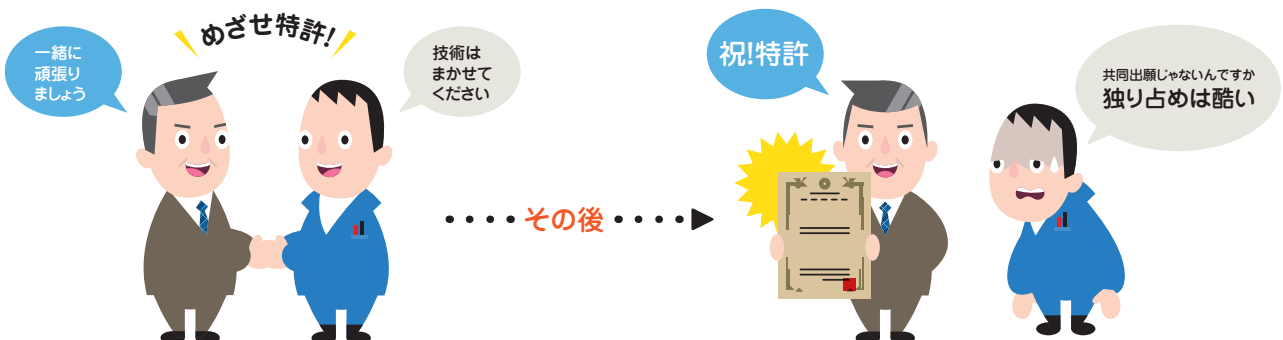 めざせ特許!
一緒に
頑張り
ましょう
技術は
まかせて
ください
その後
祝!特許
共同出願じゃないんですか
独り占めは酷い